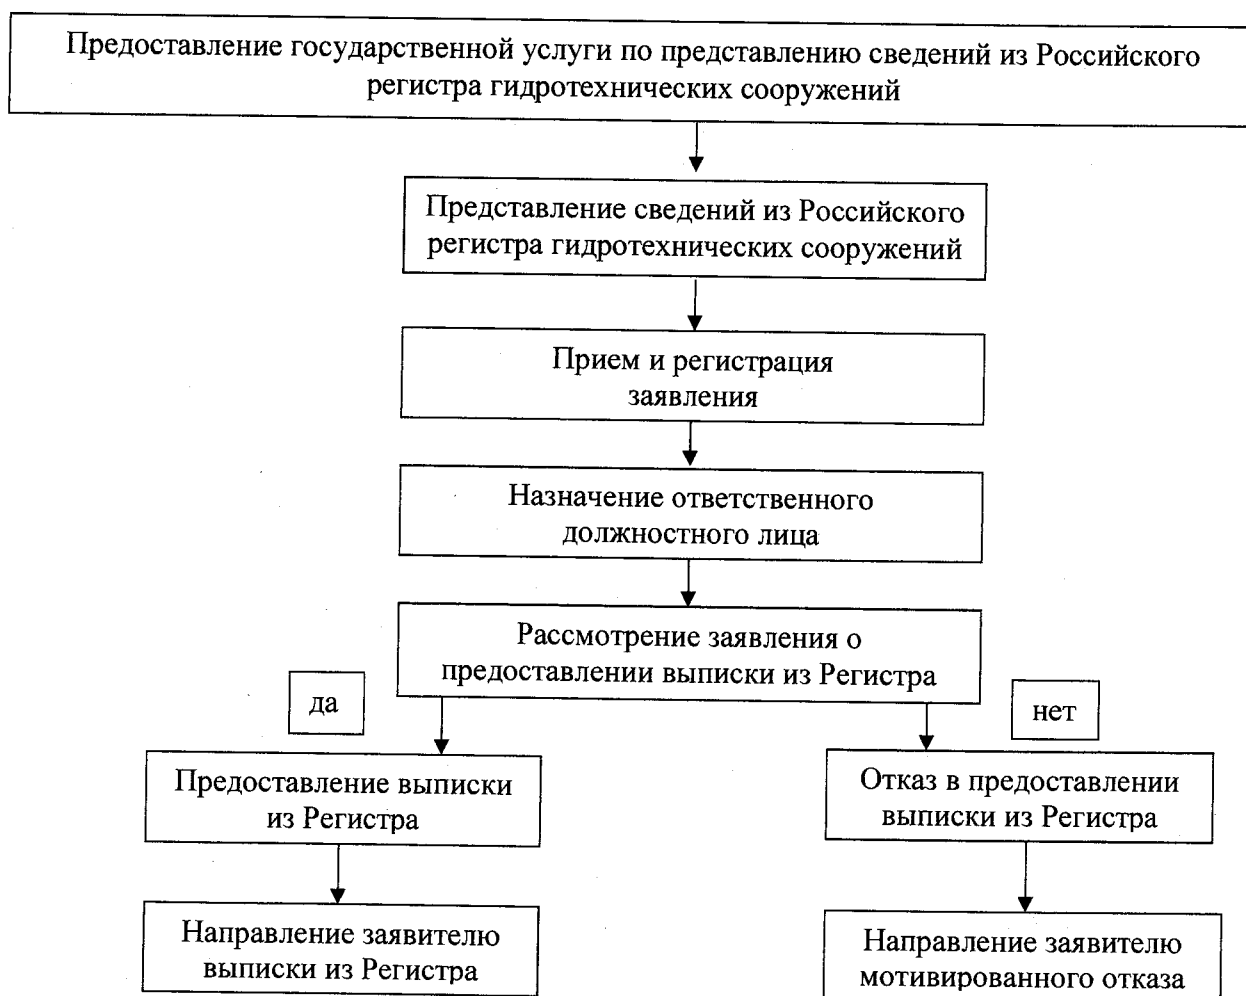 Предоставление государственной услуги по представлению сведений из Российского
регистра гидротехнических сооружений
Представление сведений из Российского
регистра гидротехнических сооружений
Прием и регистрация
заявления
Назначение ответственного
должностного лица
Рассмотрение заявления о
предоставлении выписки из Регистра
да
нет
Предоставление выписки
из Регистра
Отказ в предоставлении
выписки из Регистра
Направление заявителю
выписки из Регистра
Направление заявителю
мотивированного отказа